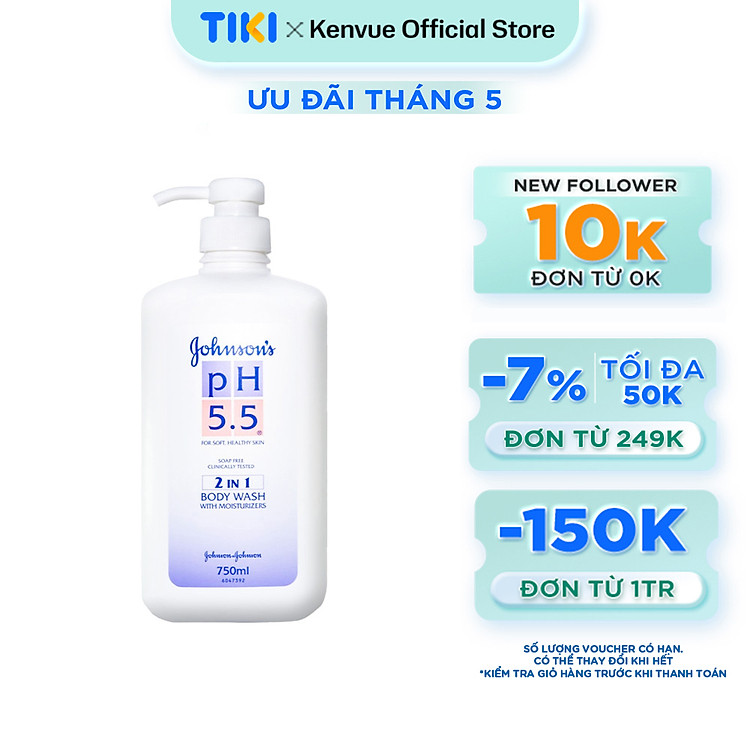 TIKI × Kenvue Official Store
ƯU ĐÃI THÁNG 5
Johnson's
pH
5.5®
FOR SOFT, HEALTHY SKIN
SOAP FREE
CLINICALLY TESTED
2 IN 1
BODY WASH
WITH MOISTURIZERS
Johnson+Johnson
750ml
6047392
NEW FOLLOWER
10K
ĐƠN TỪ 0K
-7%
TỐI ĐA
50K
ĐƠN TỪ 249K
-150K
ĐƠN TỪ 1TR
SỐ LƯỢNG VOUCHER CÓ HẠN.
CÓ THỂ THAY ĐỔI KHI HẾT
*KIỂM TRA GIỎ HÀNG TRƯỚC KHI THANH TOÁN